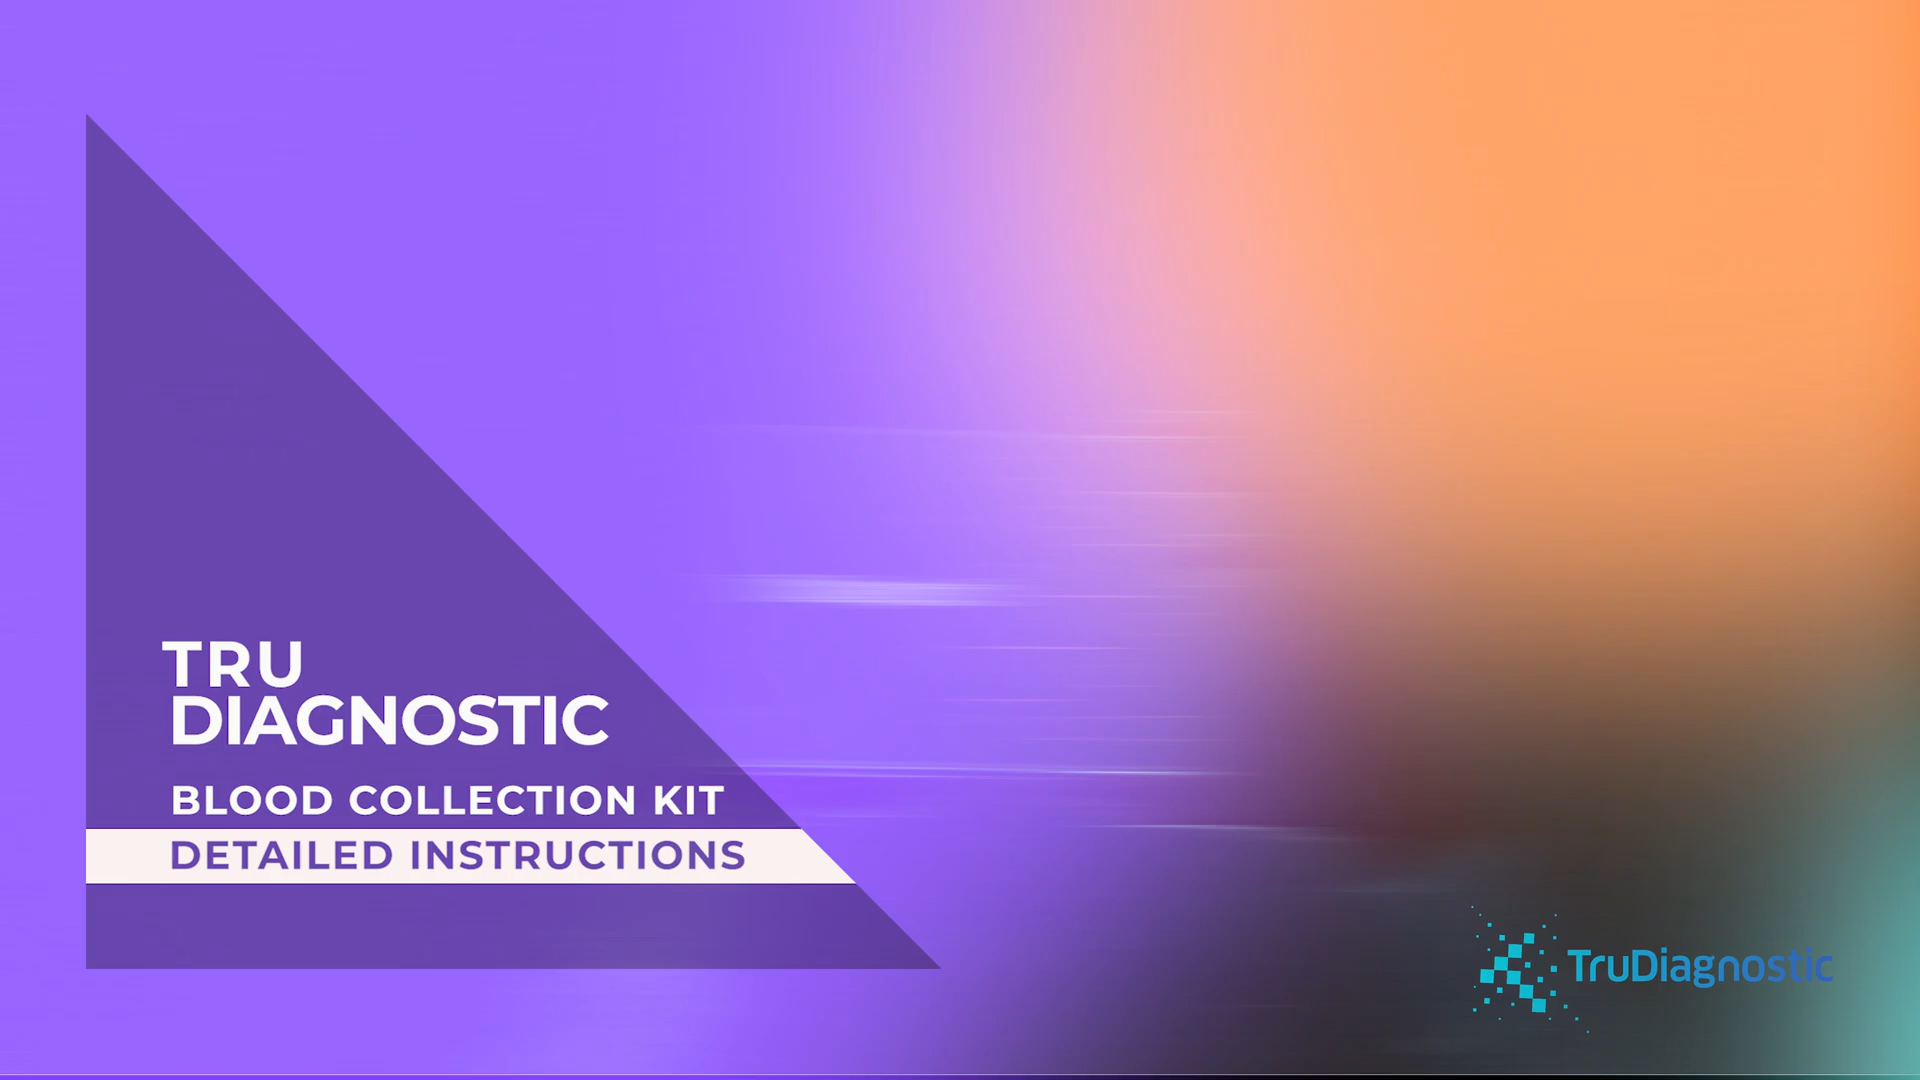 TRU
DIAGNOSTIC
BLOOD COLLECTION KIT
DETAILED INSTRUCTIONS
TruDiagnostic